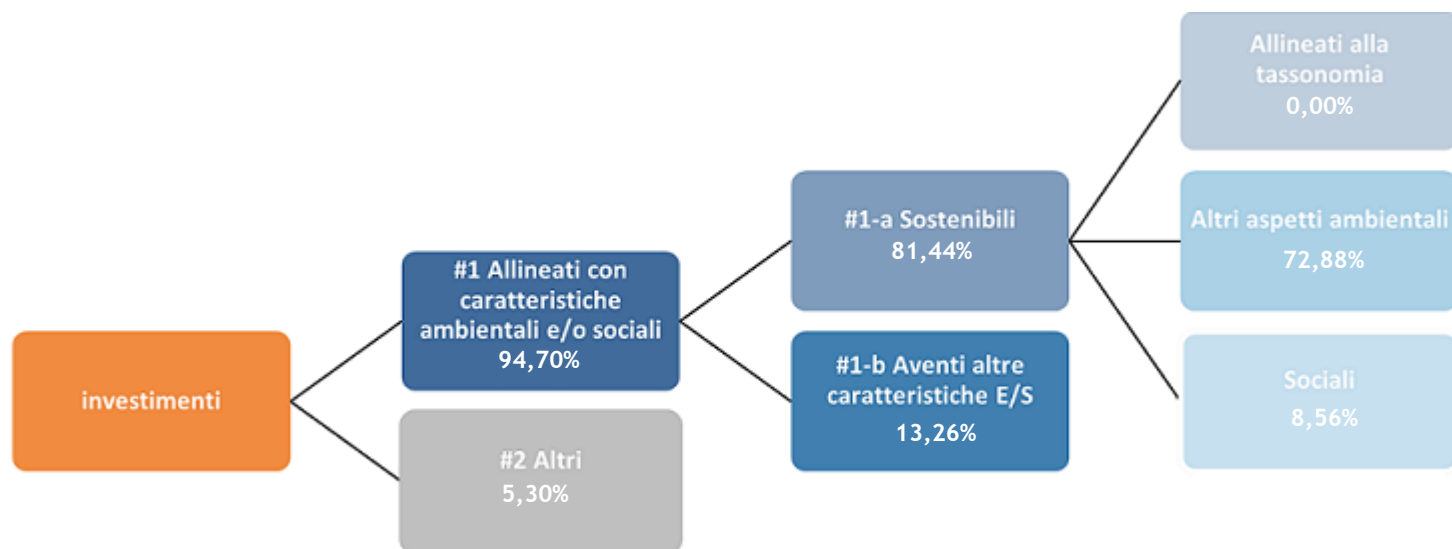 investimenti
#1 Allineati con
caratteristiche
ambientali e/o sociali
94,70%
#2 Altri
5,30%
#1-a Sostenibili
81,44%
#1-b Aventi altre
caratteristiche E/S
13,26%
Allineati alla
tassonomia
0,00%
Altri aspetti ambientali
72,88%
Sociali
8,56%